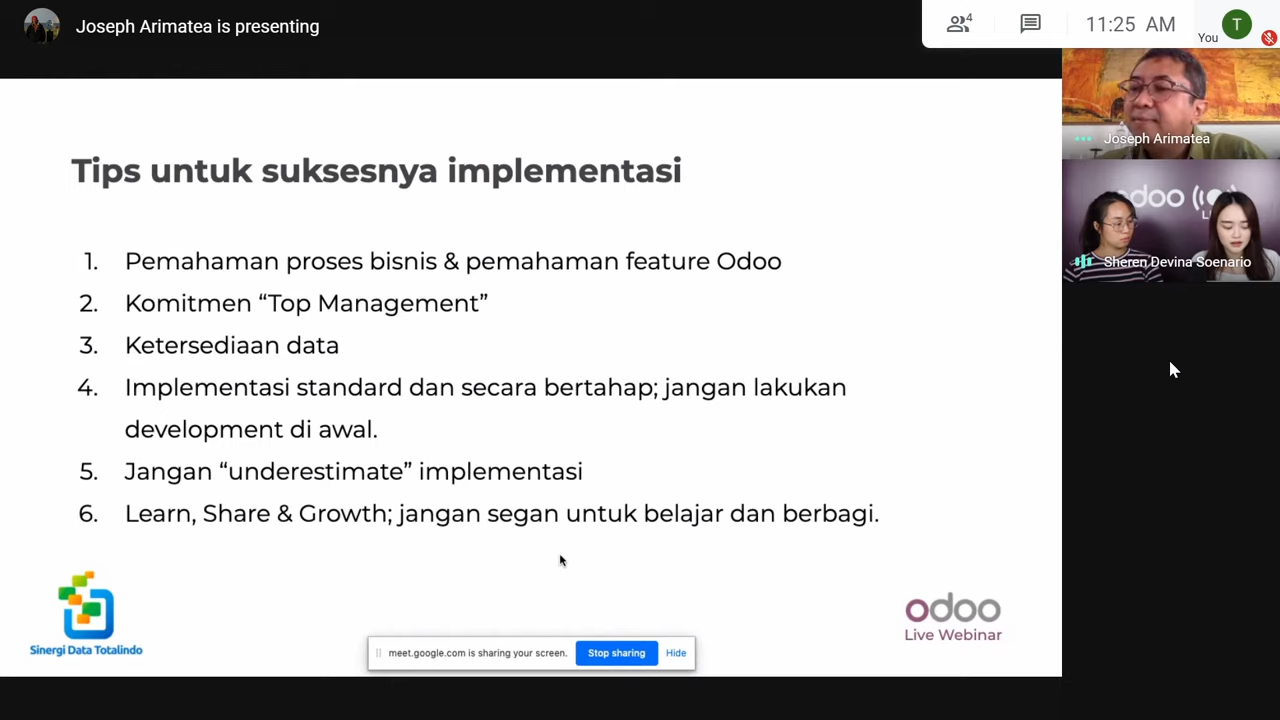 Joseph Arimatea is presenting
4
11:25 AM
You
T
Joseph Arimatea
odoo
Sheren Devina Soenario
Tips untuk suksesnya implementasi
1. Pemahaman proses bisnis & pemahaman feature Odoo
2. Komitmen “Top Management”
3. Ketersediaan data
4. Implementasi standard dan secara bertahap; jangan lakukan
development di awal.
5. Jangan “underestimate” implementasi
6. Learn, Share & Growth; jangan segan untuk belajar dan berbagi.
Sinergi Data Totalindo
odoo
Live Webinar
meet.google.com is sharing your screen.
Stop sharing
Hide